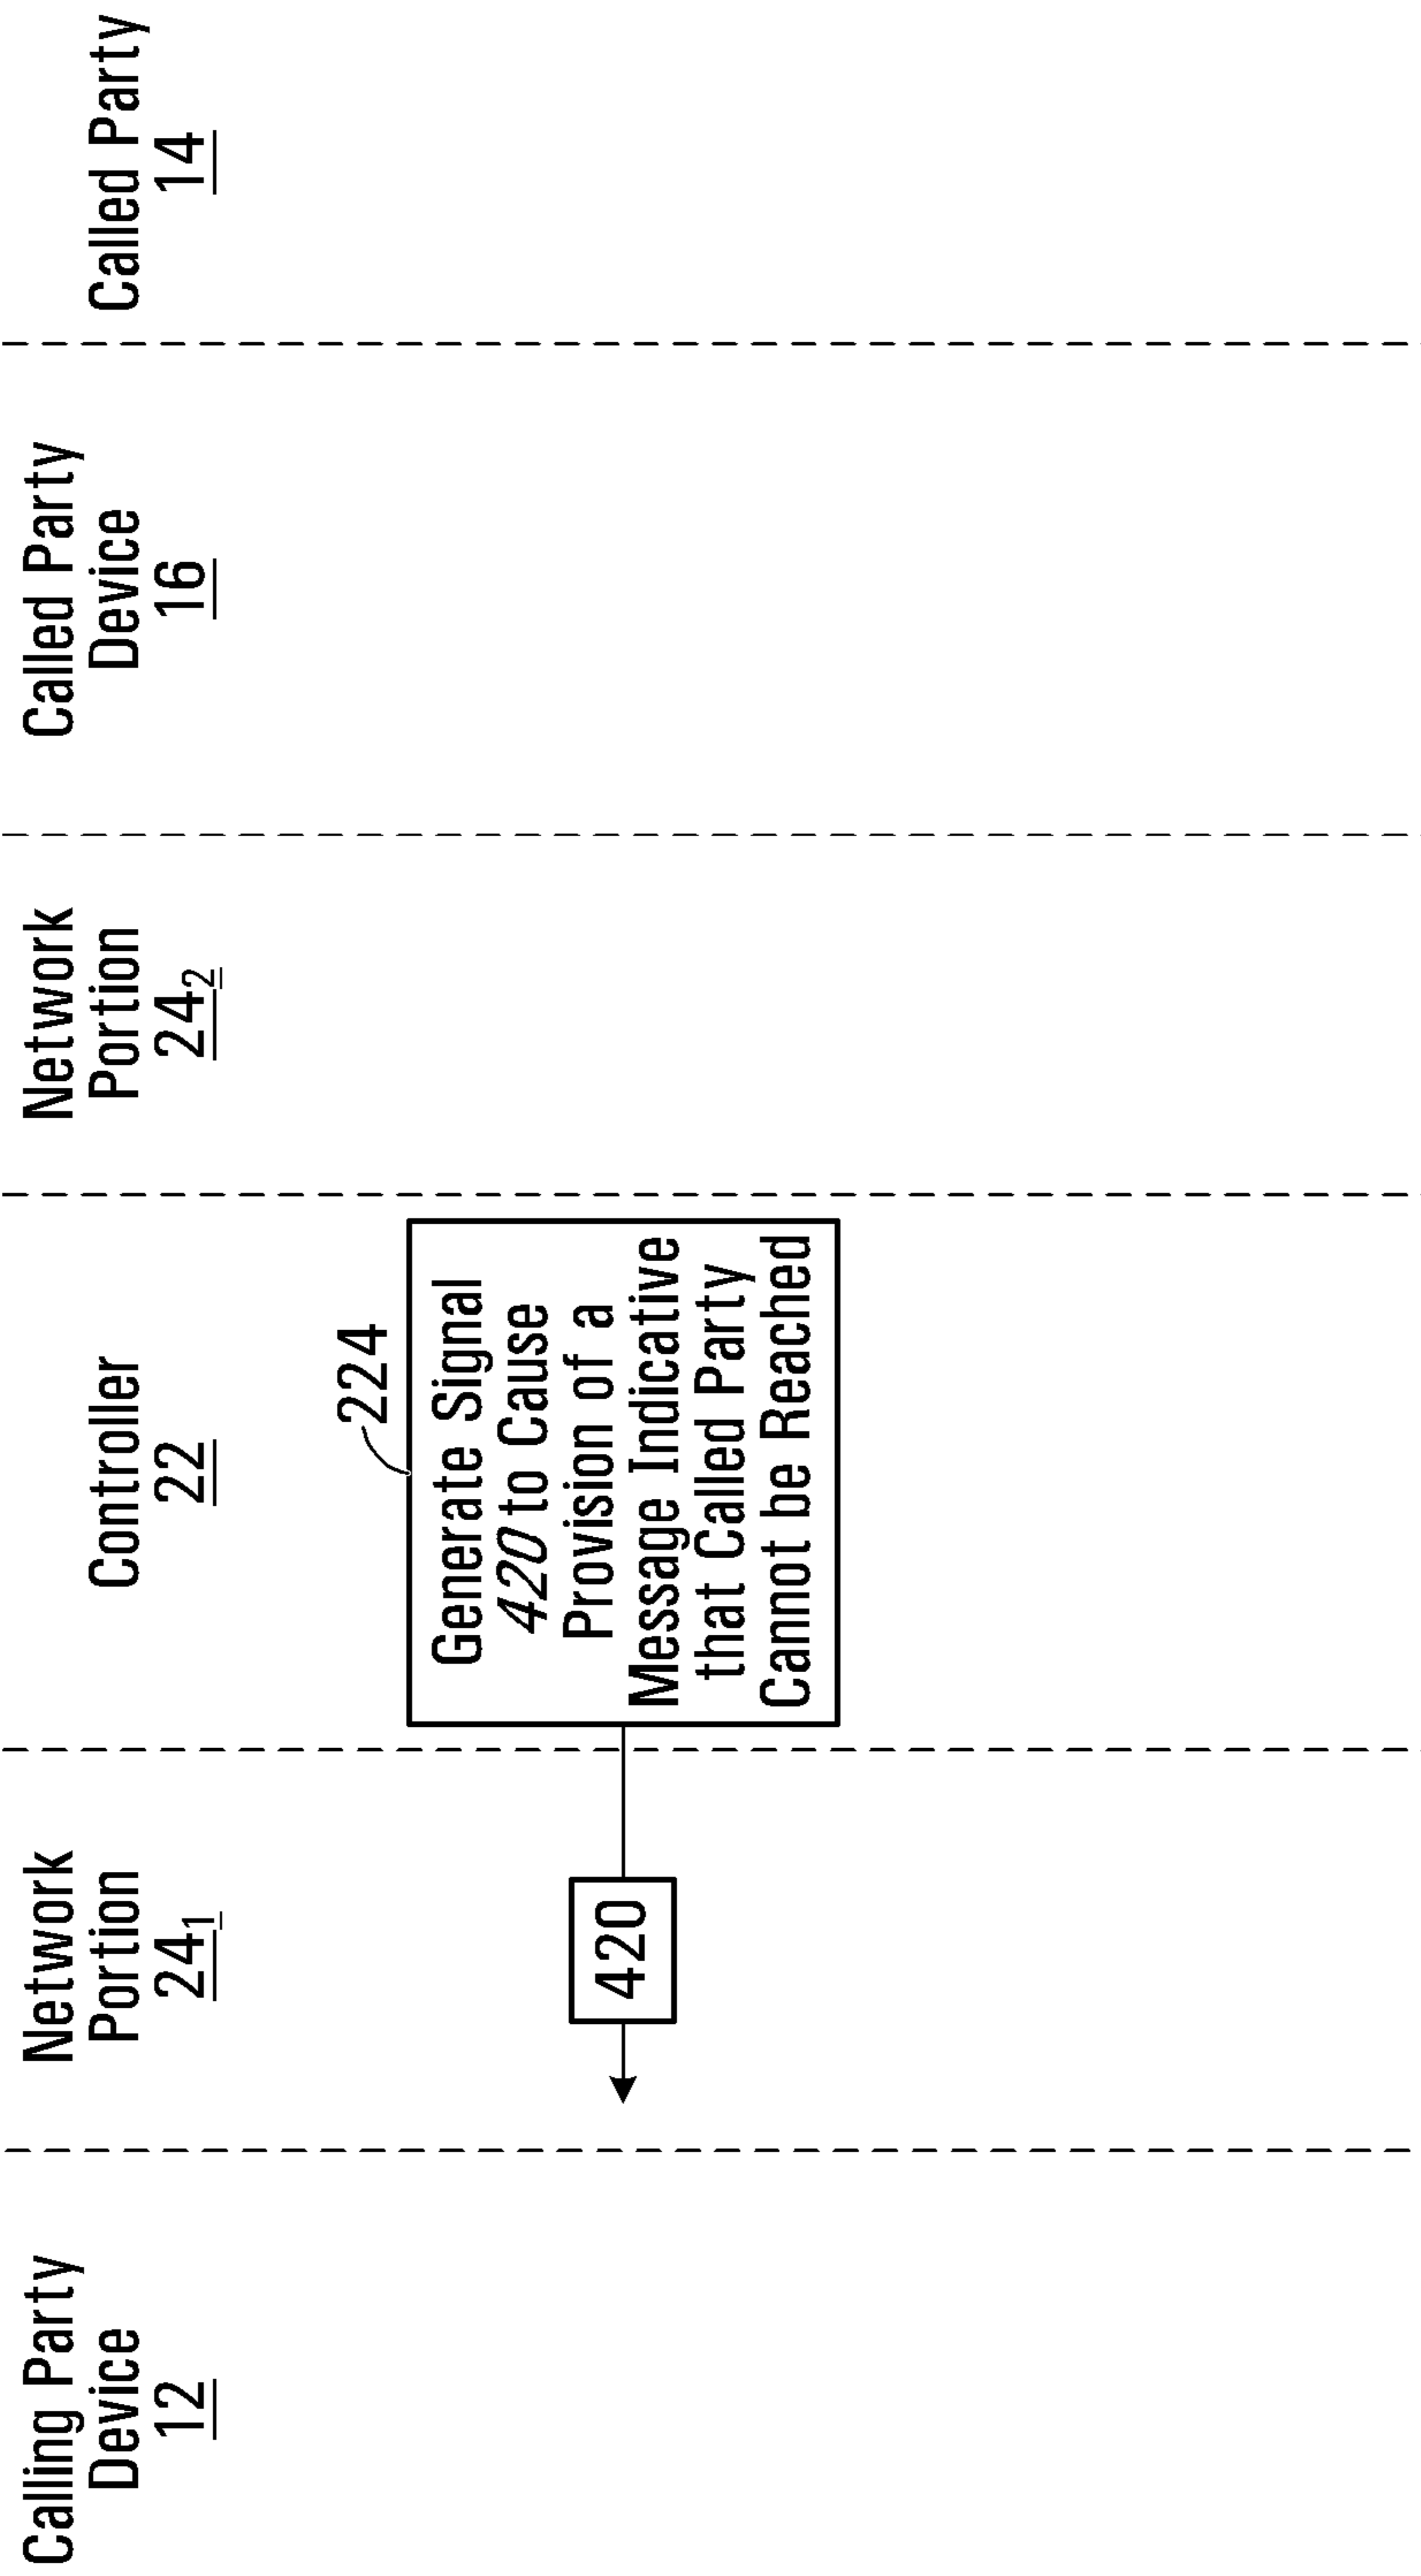 Calling Party
Device
12
Network
Portion
24₁
Controller
22
Network
Portion
24₂
Called Party
Device
16
Called Party
14
224
Generate Signal
420 to Cause
Provision of a
Message Indicative
that Called Party
Cannot be Reached
420